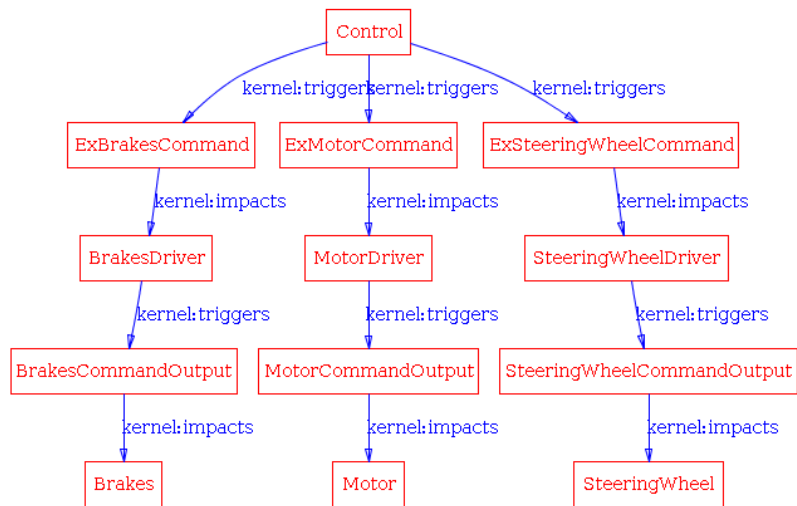 Control
kernel:triggers kernel:triggers kernel:triggers
ExBrakesCommand ExMotorCommand ExSteeringWheelCommand
kernel:impacts kernel:impacts kernel:impacts
BrakesDriver MotorDriver SteeringWheelDriver
kernel:triggers kernel:triggers kernel:triggers
BrakesCommandOutput MotorCommandOutput SteeringWheelCommandOutput
kernel:impacts kernel:impacts kernel:impacts
Brakes Motor SteeringWheel